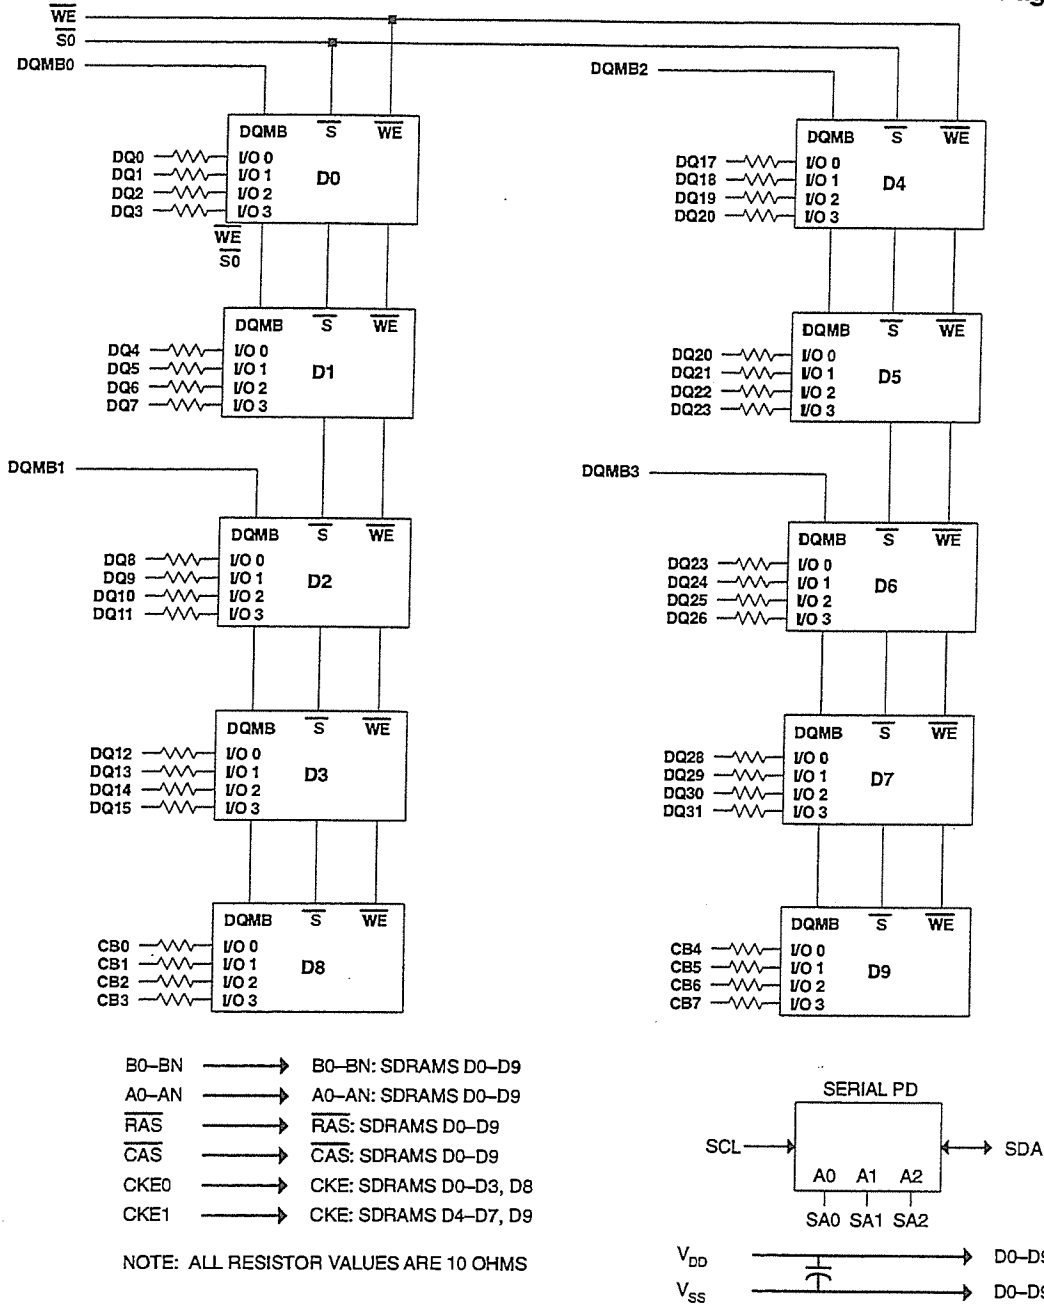 WE
S0
DQMB0
DQMB S WE
DQ0 I/O 0
DQ1 I/O 1
DQ2 I/O 2
DQ3 I/O 3
D0
WE
S0
DQMB S WE
DQ4 I/O 0
DQ5 I/O 1
DQ6 I/O 2
DQ7 I/O 3
D1
DQMB1
DQMB S WE
DQ8 I/O 0
DQ9 I/O 1
DQ10 I/O 2
DQ11 I/O 3
D2
DQMB S WE
DQ12 I/O 0
DQ13 I/O 1
DQ14 I/O 2
DQ15 I/O 3
D3
DQMB S WE
CB0 I/O 0
CB1 I/O 1
CB2 I/O 2
CB3 I/O 3
D8
DQMB2
DQMB S WE
DQ17 I/O 0
DQ18 I/O 1
DQ19 I/O 2
DQ20 I/O 3
D4
DQMB S WE
DQ20 I/O 0
DQ21 I/O 1
DQ22 I/O 2
DQ23 I/O 3
D5
DQMB3
DQMB S WE
DQ23 I/O 0
DQ24 I/O 1
DQ25 I/O 2
DQ26 I/O 3
D6
DQMB S WE
DQ28 I/O 0
DQ29 I/O 1
DQ30 I/O 2
DQ31 I/O 3
D7
DQMB S WE
CB4 I/O 0
CB5 I/O 1
CB6 I/O 2
CB7 I/O 3
D9
B0–BN B0–BN: SDRAMS D0–D9
A0–AN A0–AN: SDRAMS D0–D9
RAS RAS: SDRAMS D0–D9
CAS CAS: SDRAMS D0–D9
CKE0 CKE: SDRAMS D0–D3, D8
CKE1 CKE: SDRAMS D4–D7, D9
NOTE: ALL RESISTOR VALUES ARE 10 OHMS
SERIAL PD
SCL SDA
A0 A1 A2
SA0 SA1 SA2
VDD D0–D9
VSS D0–D9